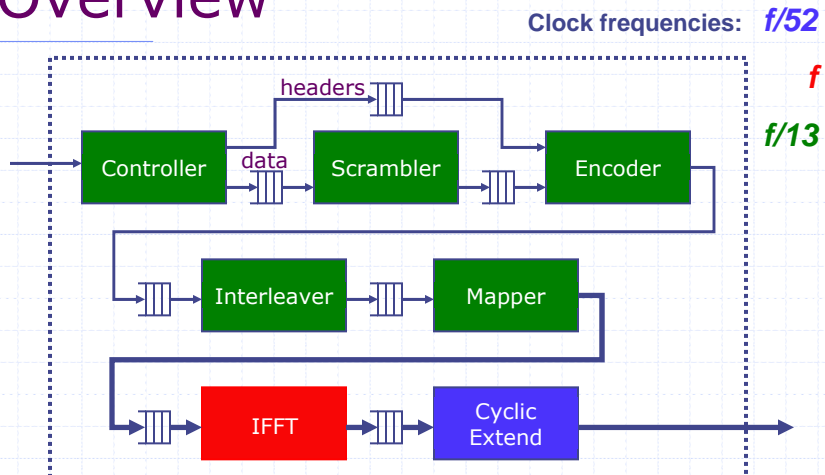 Overview
Clock frequencies: f/52
f
f/13
headers
Controller
data
Scrambler
Encoder
Interleaver
Mapper
IFFT
Cyclic
Extend